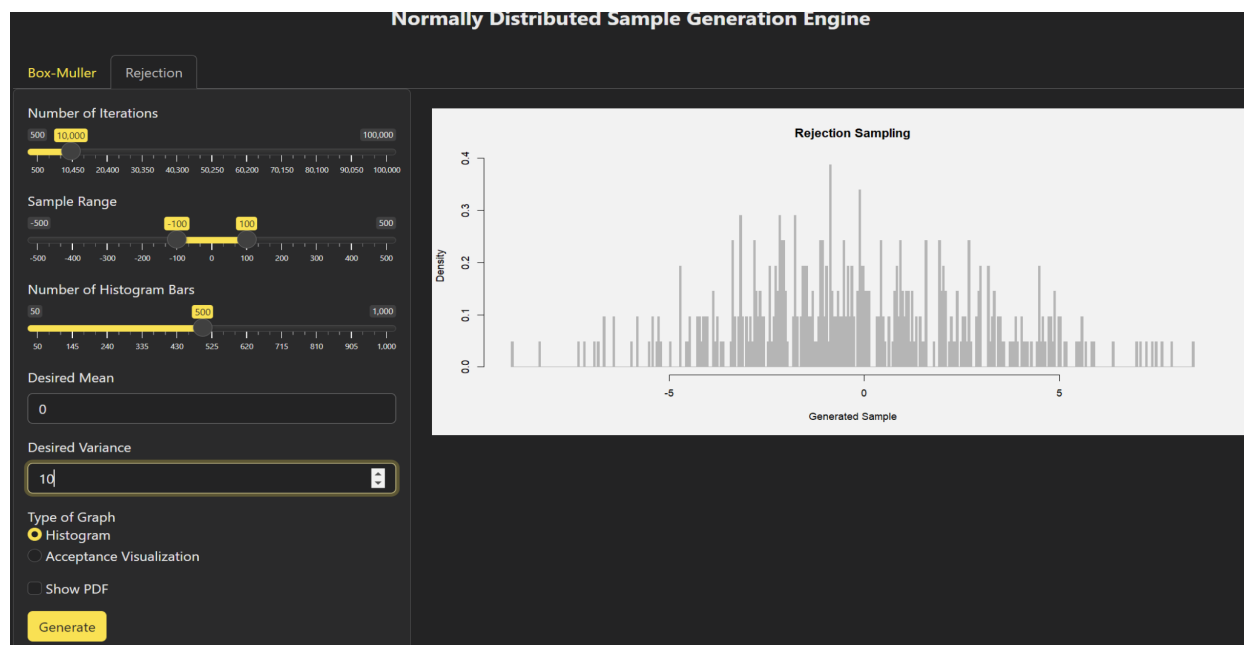 Normally Distributed Sample Generation Engine
Box-Muller
Rejection
Number of Iterations
500 10,000 100,000
500 10,450 20,400 30,350 40,300 50,250 60,200 70,150 80,100 90,050 100,000
Sample Range
-500 -100 100 500
-500 -400 -300 -200 -100 0 100 200 300 400 500
Number of Histogram Bars
50 500 1,000
50 145 240 335 430 525 620 715 810 905 1,000
Desired Mean
0
Desired Variance
10
Type of Graph
Histogram
Acceptance Visualization
Show PDF
Generate
Rejection Sampling
Density
0.4
0.3
0.2
0.1
0.0
-5 0 5
Generated Sample